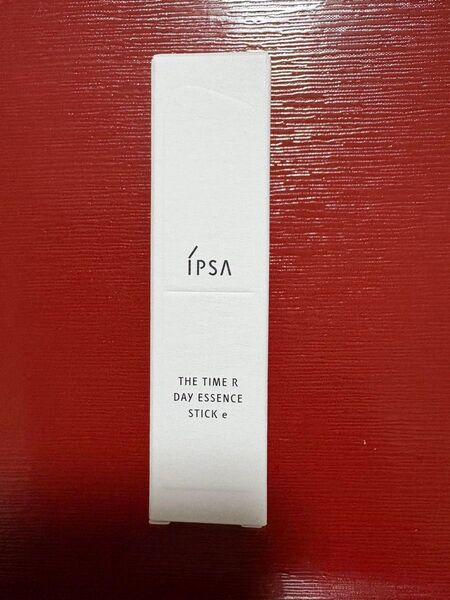 ÍPSA
THE TIME R
DAY ESSENCE
STICK e